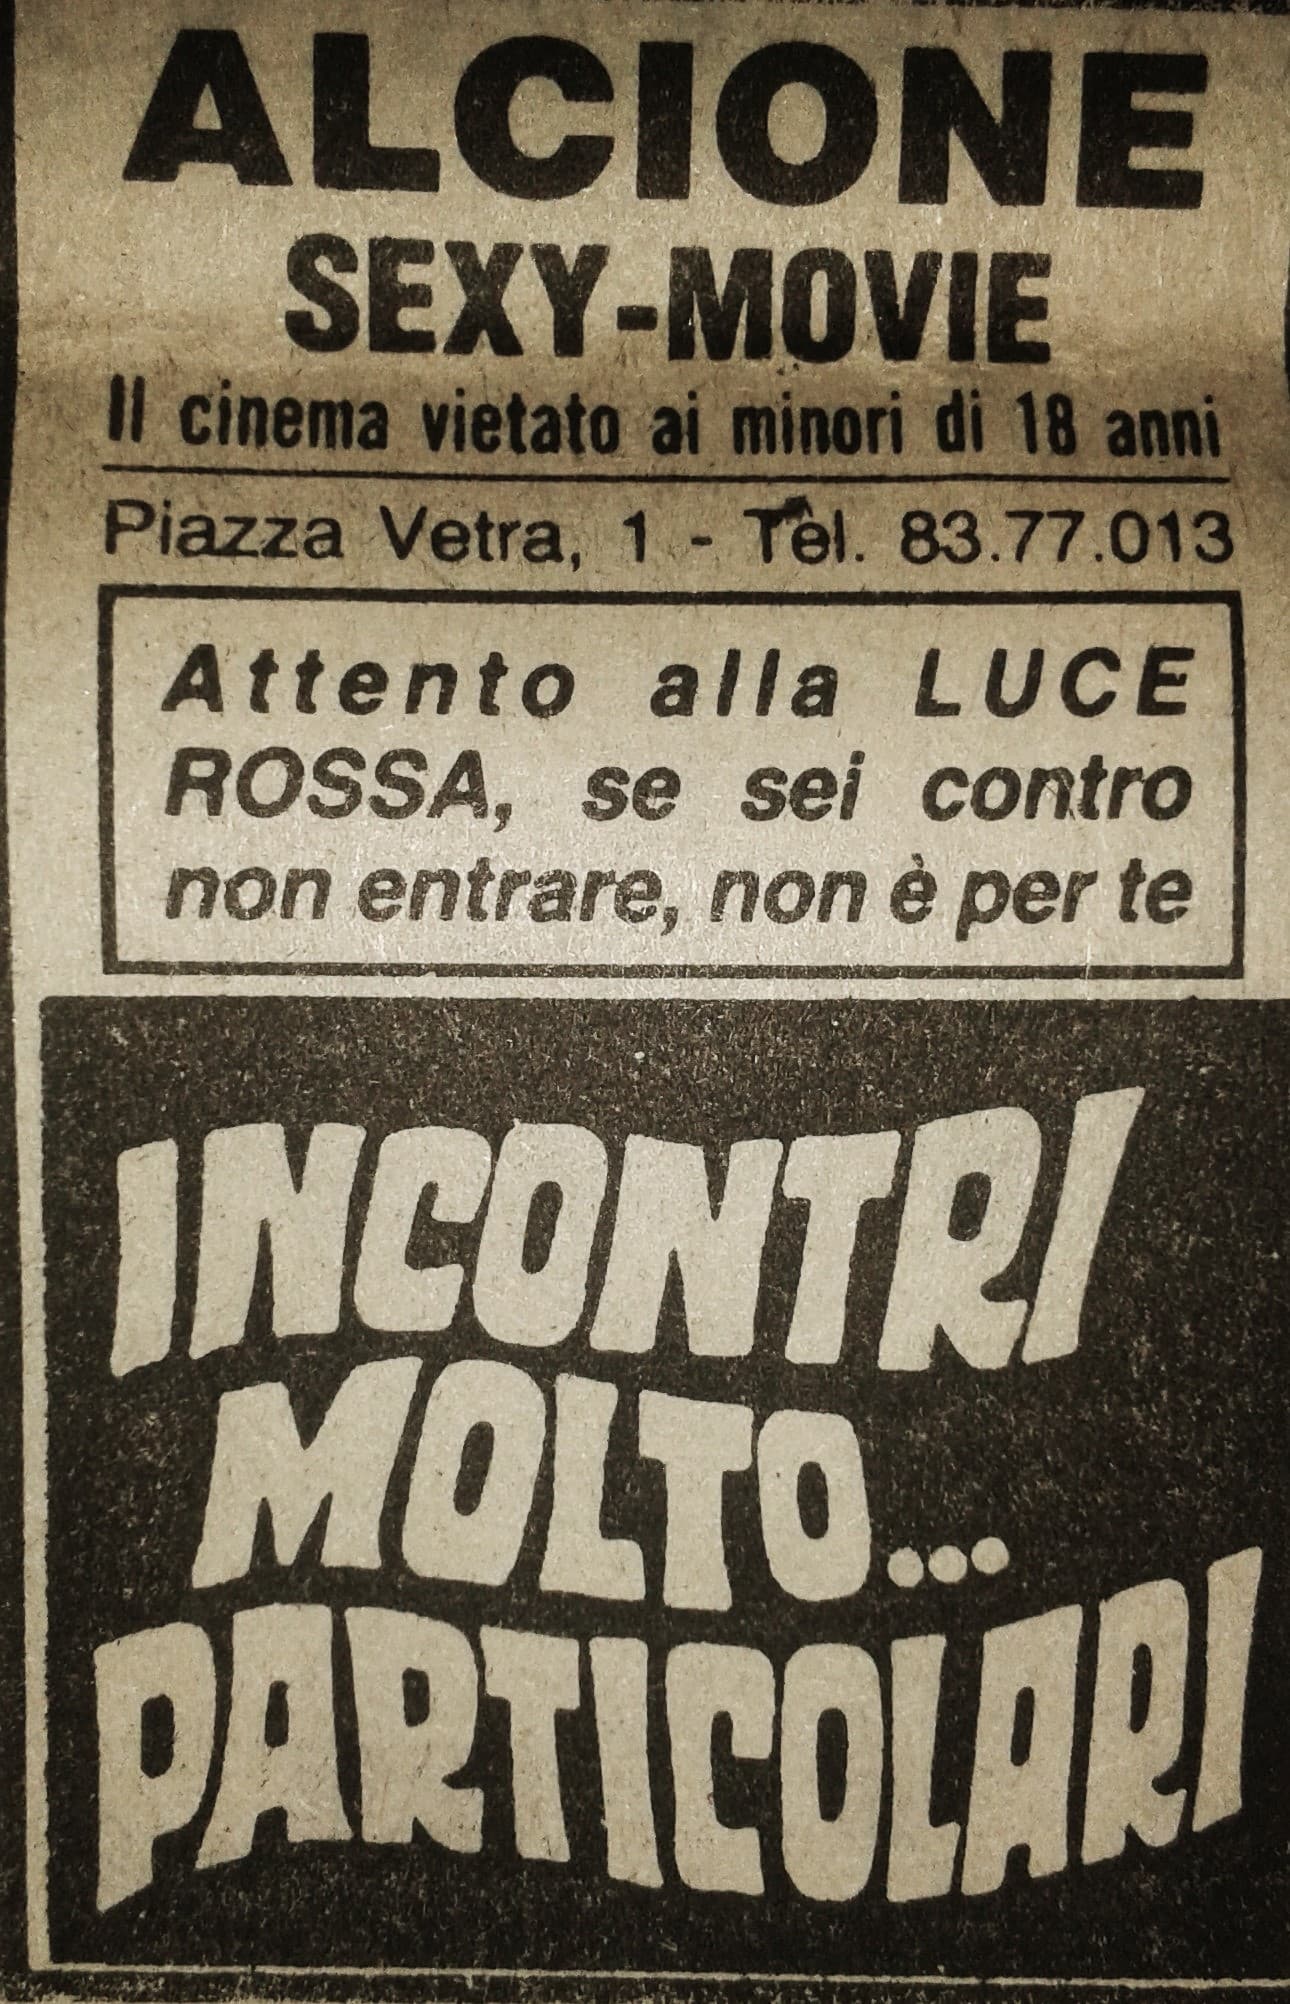 ALCIONE
SEXY-MOVIE
Il cinema vietato ai minori di 18 anni
Piazza Vetra, 1 - Tel. 83.77.013
Attento alla LUCE
ROSSA, se sei contro
non entrare, non è per te
INCONTRI
MOLTO...
PARTICOLARI